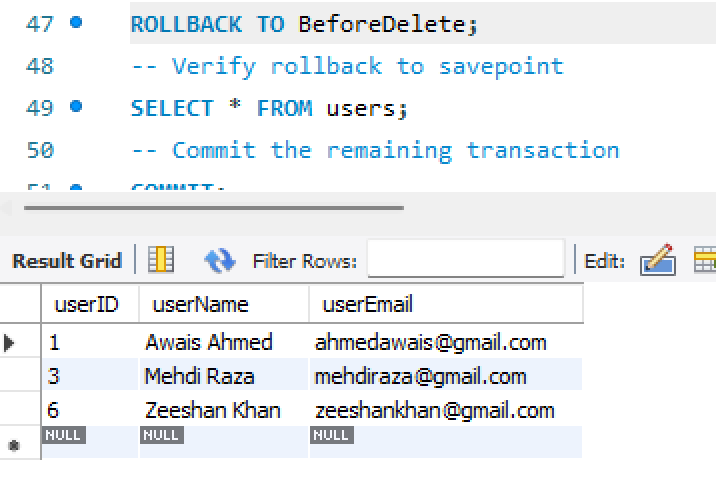 47 ROLLBACK TO BeforeDelete;
48 -- Verify rollback to savepoint
49 SELECT * FROM users;
50 -- Commit the remaining transaction
51 COMMIT;
Result Grid Filter Rows: Edit:
userID userName userEmail
1 Awais Ahmed ahmedawais@gmail.com
3 Mehdi Raza mehdiraza@gmail.com
6 Zeeshan Khan zeeshankhan@gmail.com
NULL NULL NULL